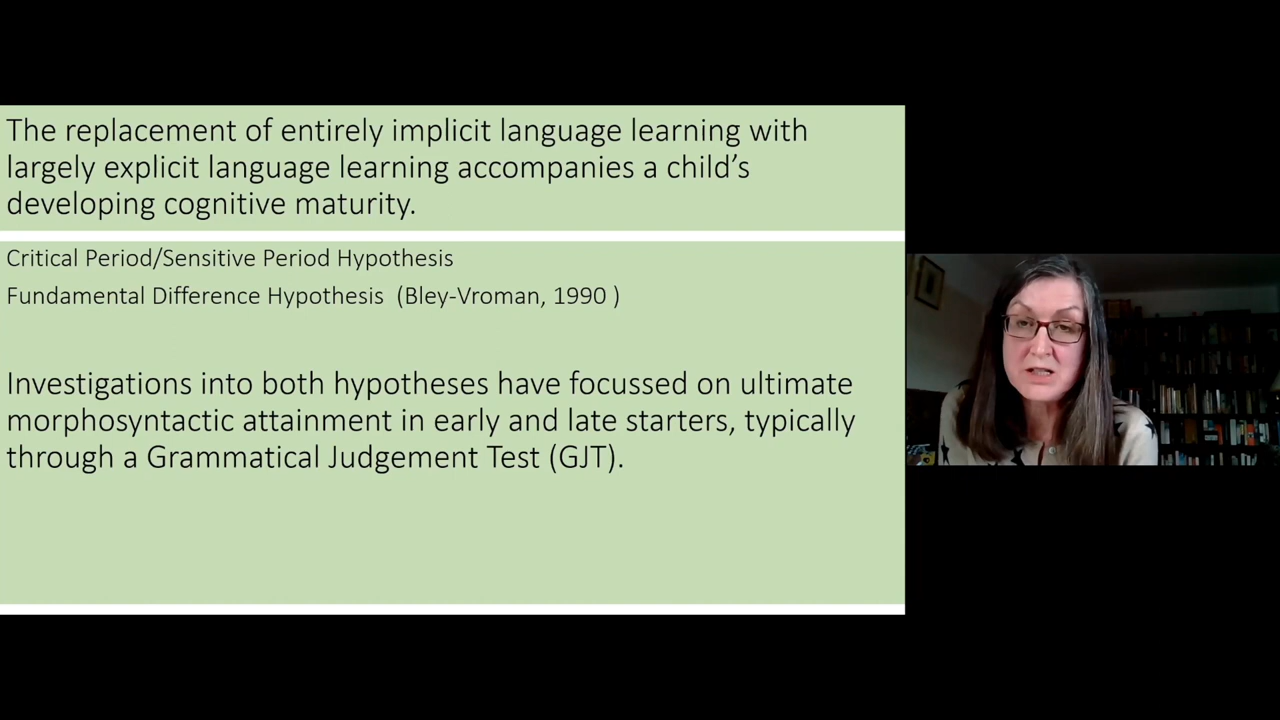 The replacement of entirely implicit language learning with
largely explicit language learning accompanies a child’s
developing cognitive maturity.
Critical Period/Sensitive Period Hypothesis
Fundamental Difference Hypothesis (Bley-Vroman, 1990 )
Investigations into both hypotheses have focussed on ultimate
morphosyntactic attainment in early and late starters, typically
through a Grammatical Judgement Test (GJT).